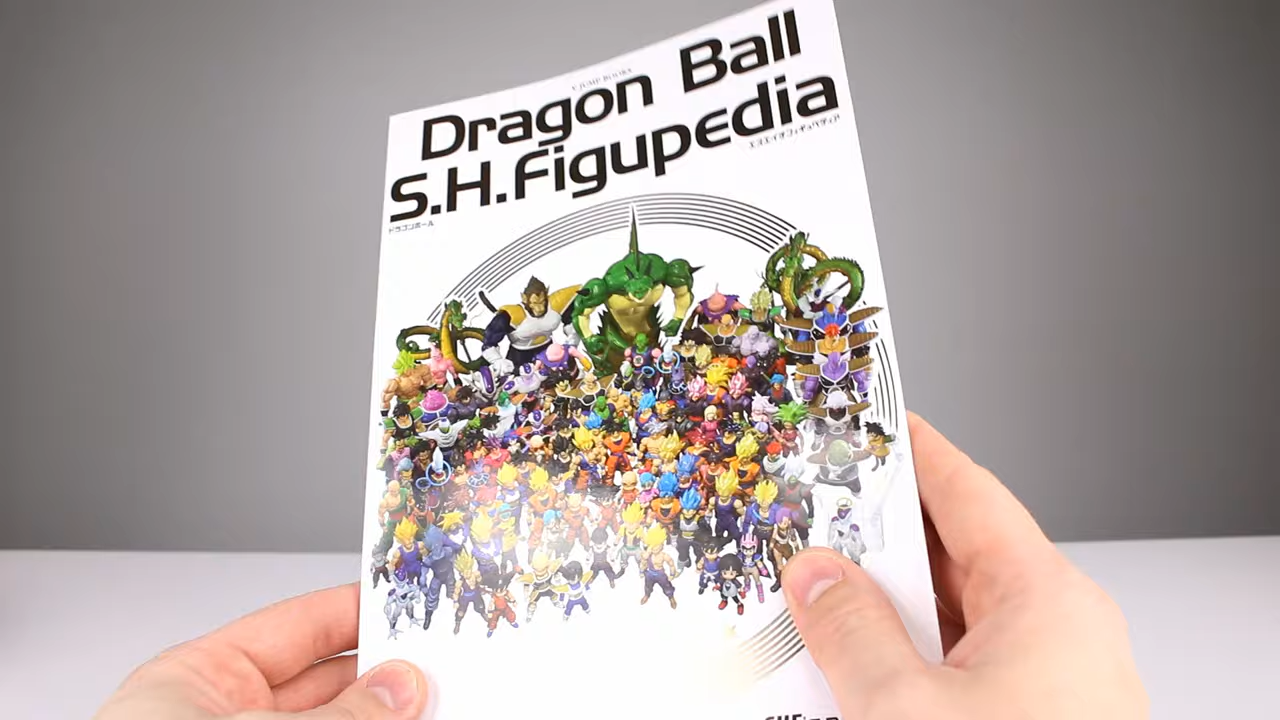 V JUMP BOOKS
Dragon Ball
S.H.Figupedia
エスエイチフィギュペディア
ドラゴンボール